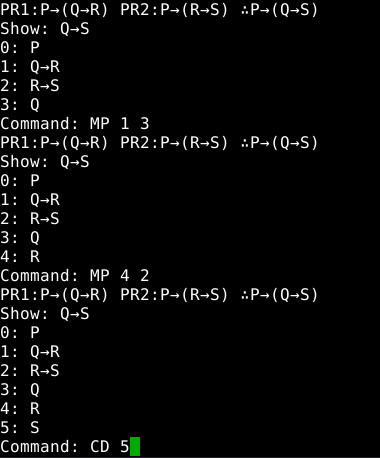 PR1:P→(Q→R) PR2:P→(R→S) ∴P→(Q→S)
Show: Q→S
0: P
1: Q→R
2: R→S
3: Q
Command: MP 1 3
PR1:P→(Q→R) PR2:P→(R→S) ∴P→(Q→S)
Show: Q→S
0: P
1: Q→R
2: R→S
3: Q
4: R
Command: MP 4 2
PR1:P→(Q→R) PR2:P→(R→S) ∴P→(Q→S)
Show: Q→S
0: P
1: Q→R
2: R→S
3: Q
4: R
5: S
Command: CD 5